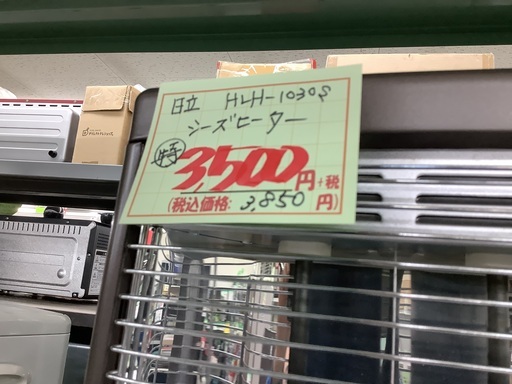 日立 HLH-1030S
シーズヒーター
特 3,500円+税
(税込価格: 3,850円)